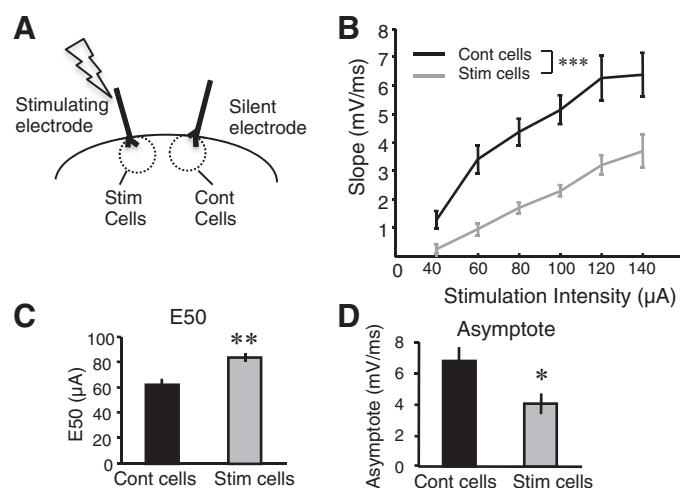 A
Stimulating
electrode
Silent
electrode
Stim
Cells
Cont
Cells
B
Slope (mV/ms)
8
7
6
5
4
3
2
1
0
40
60
80
100
120
140
Cont cells
Stim cells
***
Stimulation Intensity (μA)
C
E50
E50 (μA)
100
80
60
40
20
0
**
Cont cells
Stim cells
D
Asymptote
Asymptote (mV/ms)
8
6
4
2
0
*
Cont cells
Stim cells